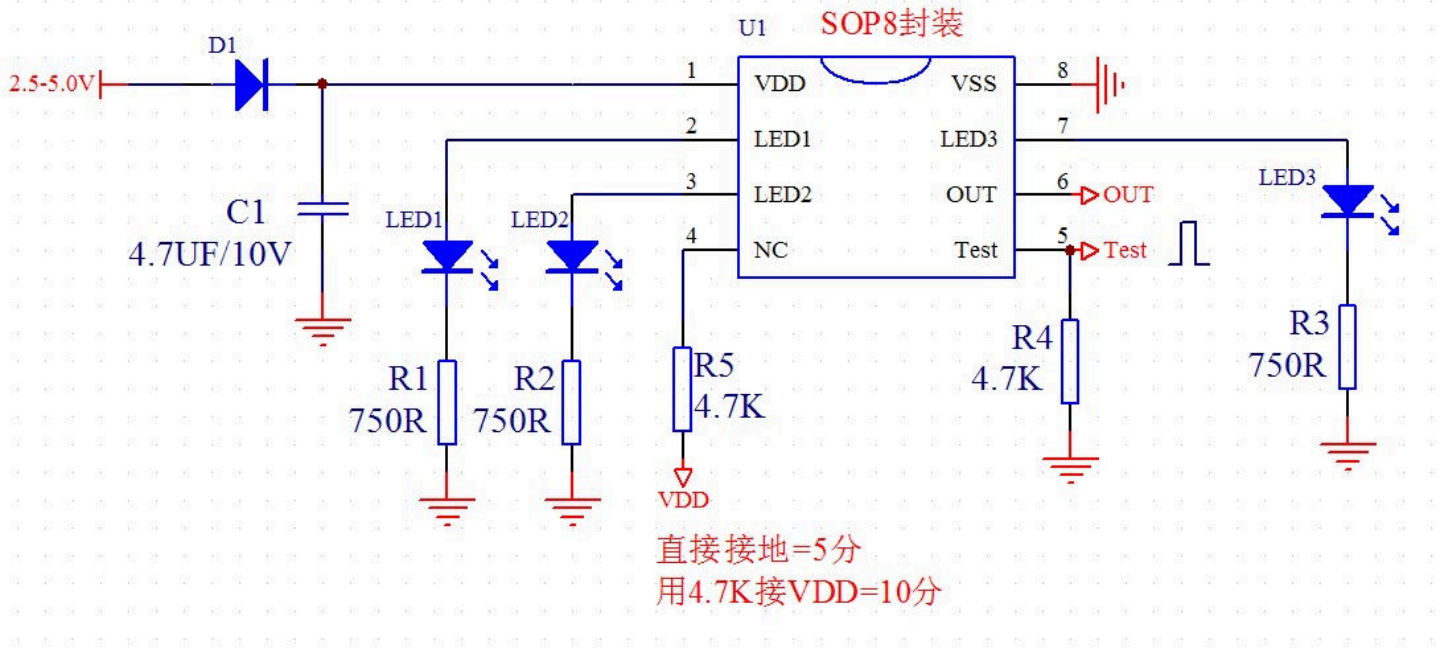 U1
SOP8封装
D1
2.5-5.0V
1
VDD
VSS
8
2
LED1
LED3
7
3
LED2
OUT
6
OUT
4
NC
Test
5
Test
C1
4.7UF/10V
LED1
LED2
LED3
R1
750R
R2
750R
R5
4.7K
R4
4.7K
R3
750R
VDD
直接接地=5分
用4.7K接VDD=10分